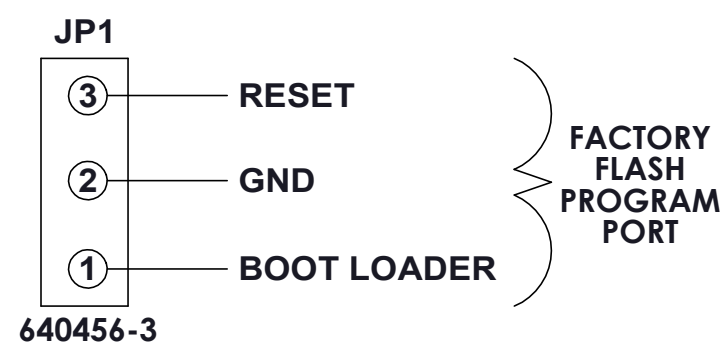 JP1
3 RESET
2 GND
1 BOOT LOADER
640456-3
FACTORY
FLASH
PROGRAM
PORT